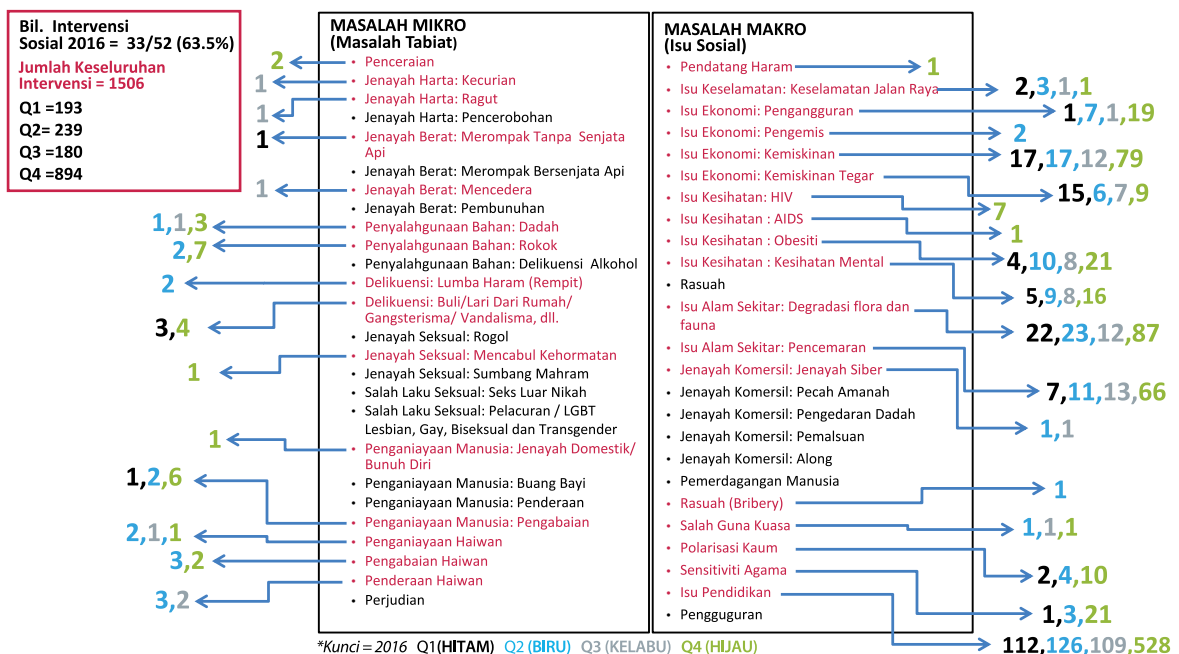 Bil. Intervensi
Sosial 2016 = 33/52 (63.5%)
Jumlah Keseluruhan
Intervensi = 1506
Q1 =193
Q2= 239
Q3 =180
Q4 =894
MASALAH MIKRO
(Masalah Tabiat)
• Penceraian
2
• Jenayah Harta: Kecurian
1
• Jenayah Harta: Ragut
1
• Jenayah Harta: Pencerobohan
• Jenayah Berat: Merompak Tanpa Senjata
Api
1
• Jenayah Berat: Merompak Bersenjata Api
• Jenayah Berat: Mencedera
1
• Jenayah Berat: Pembunuhan
• Penyalahgunaan Bahan: Dadah
1,1,3
• Penyalahgunaan Bahan: Rokok
2,7
• Penyalahgunaan Bahan: Delikuensi Alkohol
• Delikuensi: Lumba Haram (Rempit)
2
• Delikuensi: Buli/Lari Dari Rumah/
Gangsterisma/ Vandalisma, dll.
3,4
• Jenayah Seksual: Rogol
• Jenayah Seksual: Mencabul Kehormatan
1
• Jenayah Seksual: Sumbang Mahram
• Salah Laku Seksual: Seks Luar Nikah
• Salah Laku Seksual: Pelacuran / LGBT
Lesbian, Gay, Biseksual dan Transgender
• Penganiayaan Manusia: Jenayah Domestik/
Bunuh Diri
1
• Penganiayaan Manusia: Buang Bayi
• Penganiayaan Manusia: Penderaan
• Penganiayaan Manusia: Pengabaian
1,2,6
• Penganiayaan Haiwan
2,1,1
• Pengabaian Haiwan
3,2
• Penderaan Haiwan
3,2
• Perjudian
MASALAH MAKRO
(Isu Sosial)
• Pendatang Haram
1
• Isu Keselamatan: Keselamatan Jalan Raya
2,3,1,1
• Isu Ekonomi: Pengangguran
1,7,1,19
• Isu Ekonomi: Pengemis
2
• Isu Ekonomi: Kemiskinan
17,17,12,79
• Isu Ekonomi: Kemiskinan Tegar
15,6,7,9
• Isu Kesihatan: HIV
7
• Isu Kesihatan : AIDS
1
• Isu Kesihatan : Obesiti
4,10,8,21
• Isu Kesihatan : Kesihatan Mental
5,9,8,16
• Rasuah
• Isu Alam Sekitar: Degradasi flora dan
fauna
22,23,12,87
• Isu Alam Sekitar: Pencemaran
7,11,13,66
• Jenayah Komersil: Jenayah Siber
1,1
• Jenayah Komersil: Pecah Amanah
• Jenayah Komersil: Pengedaran Dadah
• Jenayah Komersil: Pemalsuan
• Jenayah Komersil: Along
• Pemerdagangan Manusia
• Rasuah (Bribery)
1
• Salah Guna Kuasa
1,1,1
• Polarisasi Kaum
2,4,10
• Sensitiviti Agama
1,3,21
• Isu Pendidikan
112,126,109,528
• Pengguguran
*Kunci = 2016 Q1(HITAM) Q2 (BIRU) Q3 (KELABU) Q4 (HIJAU)